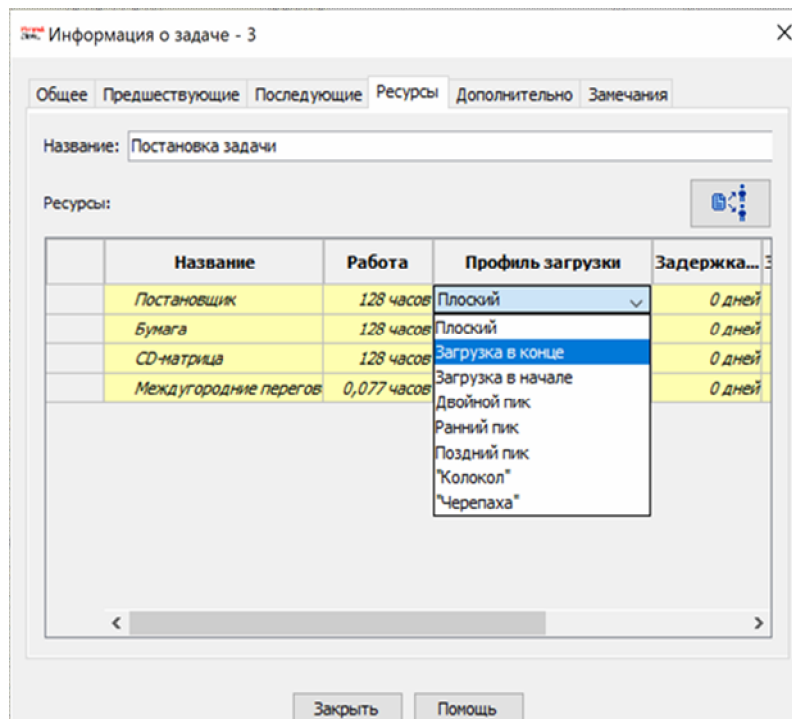 Информация о задаче - 3
Общее Предшествующие Последующие Ресурсы Дополнительно Замечания
Название: Постановка задачи
Ресурсы:
Название Работа Профиль загрузки Задержка...
Постановщик 128 часов Плоский 0 дней
Бумага 128 часов Плоский 0 дней
CD-матрица 128 часов Загрузка в конце 0 дней
Междугородние перегов 0,077 часов Загрузка в начале 0 дней
Двойной пик
Ранний пик
Поздний пик
"Колокол"
"Черепаха"
Закрыть Помощь